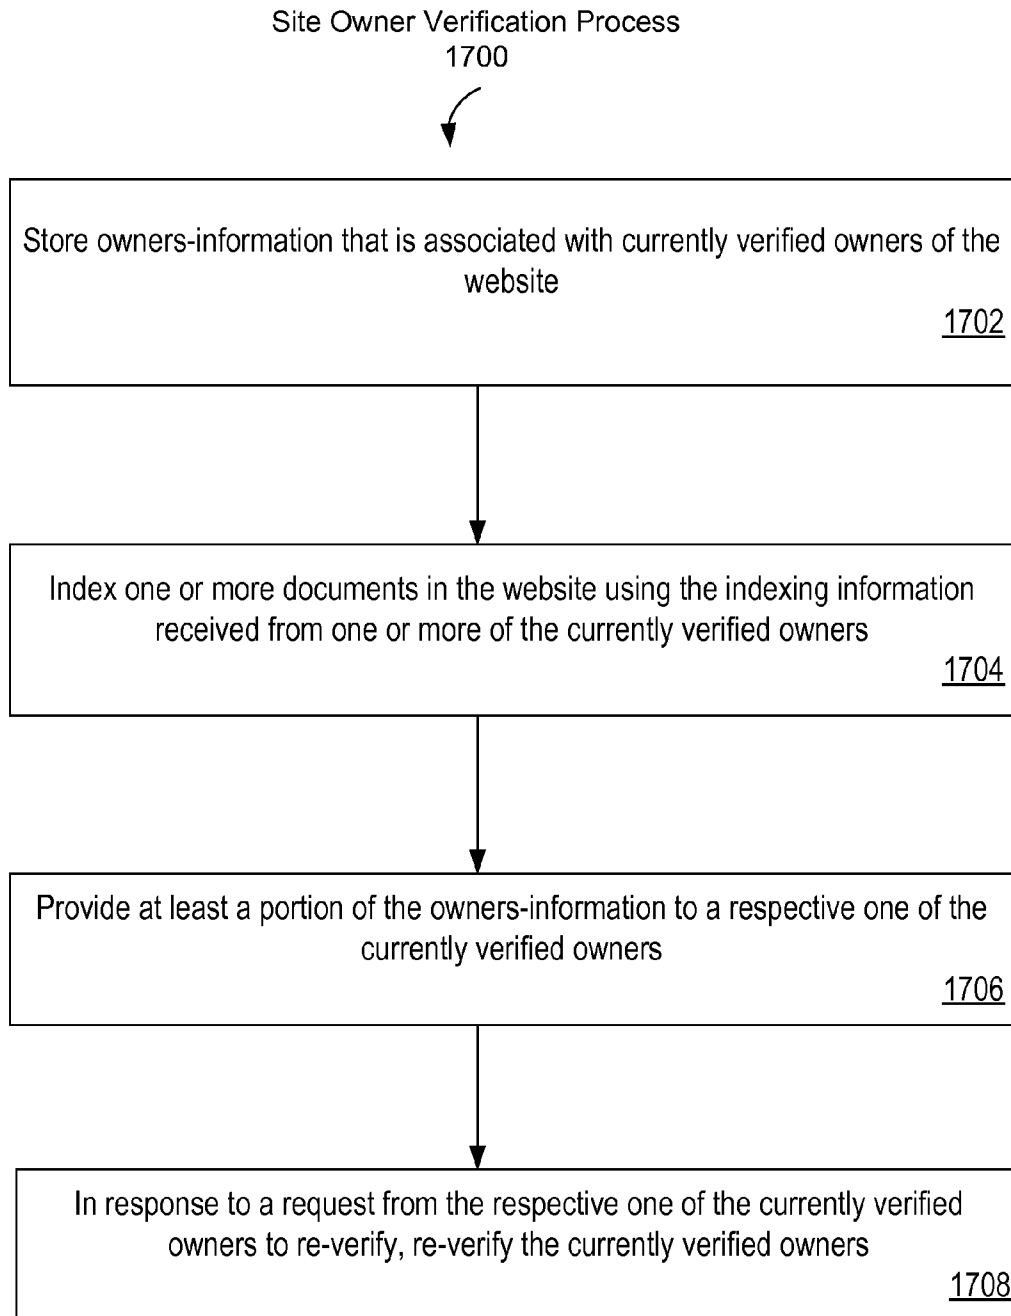 Site Owner Verification Process
1700
Store owners-information that is associated with currently verified owners of the
website
1702
Index one or more documents in the website using the indexing information
received from one or more of the currently verified owners
1704
Provide at least a portion of the owners-information to a respective one of the
currently verified owners
1706
In response to a request from the respective one of the currently verified
owners to re-verify, re-verify the currently verified owners
1708